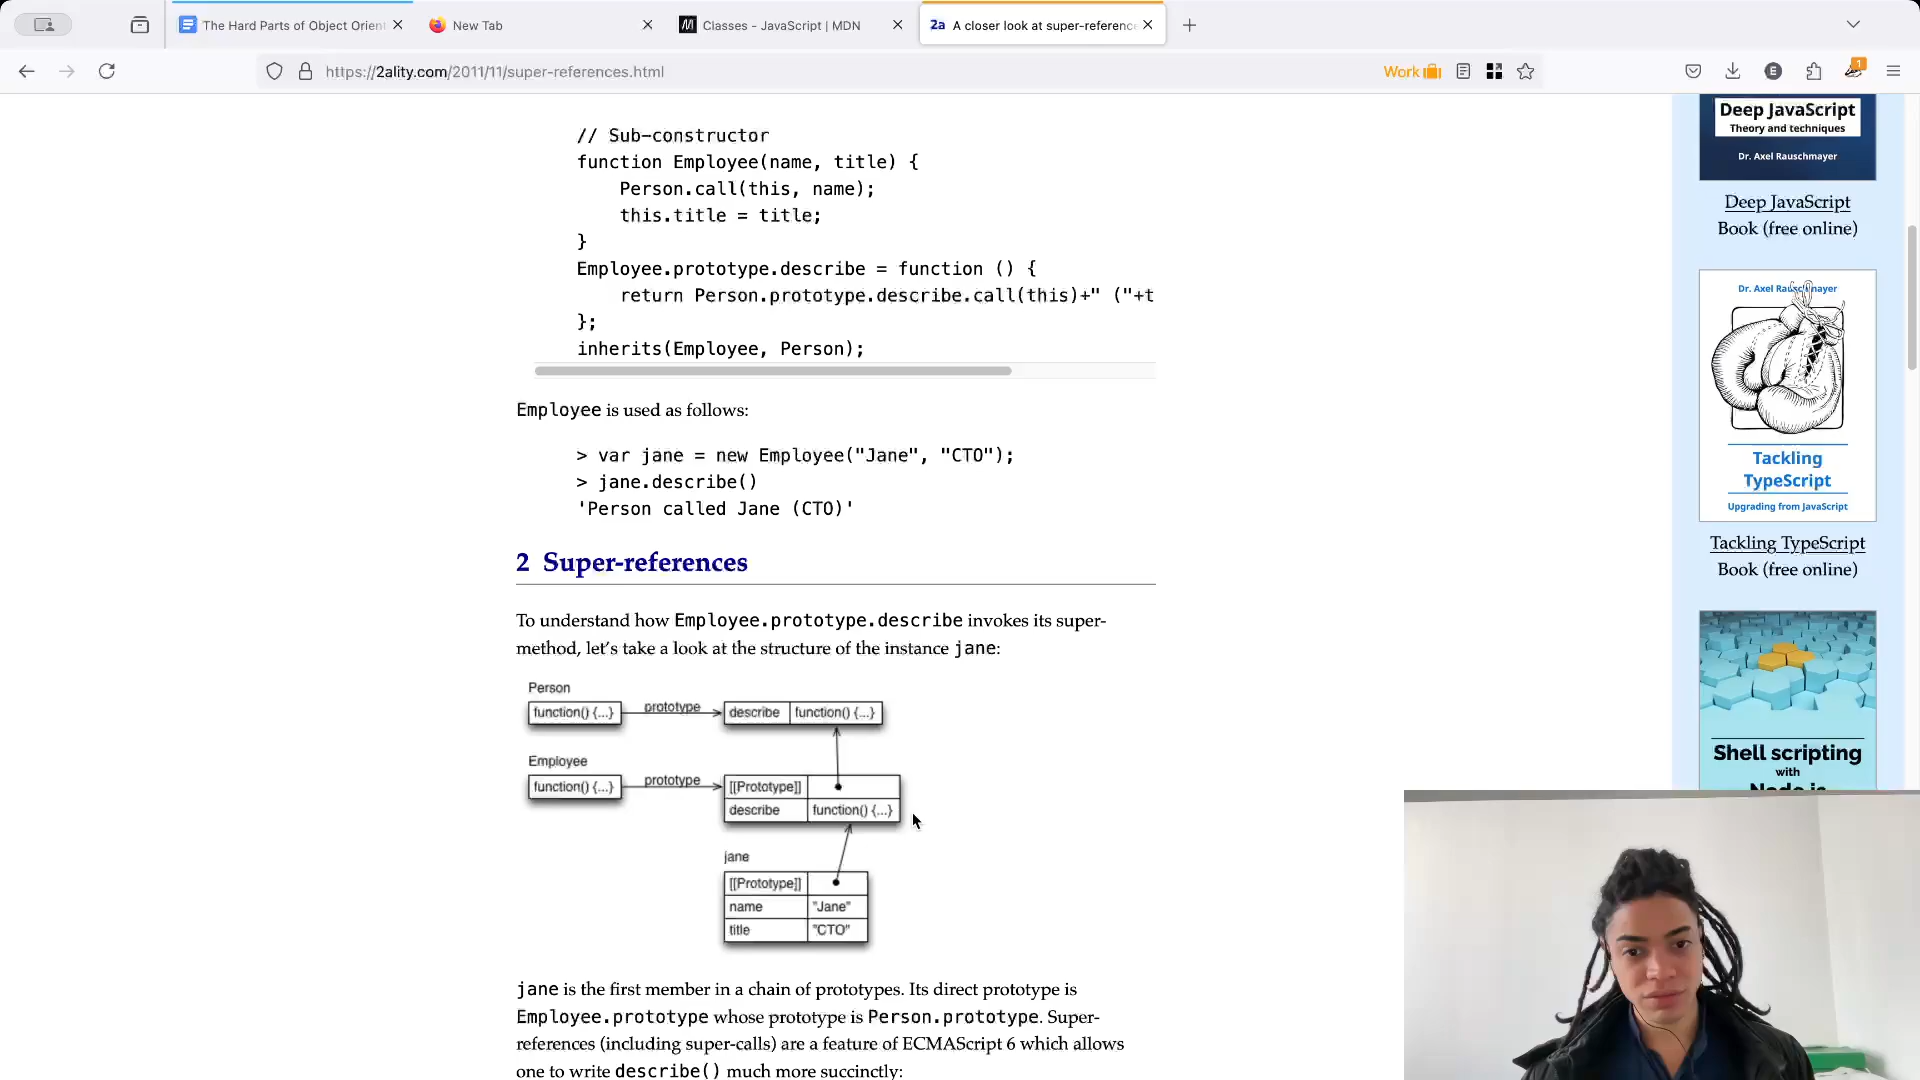 The Hard Parts of Object Orient
New Tab
Classes - JavaScript | MDN
2a
A closer look at super-reference
https://2ality.com/2011/11/super-references.html
Work
E
1
// Sub-constructor
function Employee(name, title) {
Person.call(this, name);
this.title = title;
}
Employee.prototype.describe = function () {
return Person.prototype.describe.call(this)+" ("+t
};
inherits(Employee, Person);
Employee is used as follows:
> var jane = new Employee("Jane", "CTO");
> jane.describe()
'Person called Jane (CTO)'
2 Super-references
To understand how Employee.prototype.describe invokes its super-
method, let's take a look at the structure of the instance jane:
Person
function() {...}
prototype
describe
function() {...}
Employee
function() {...}
prototype
[[Prototype]]
describe
function() {...}
jane
[[Prototype]]
name
"Jane"
title
"CTO"
jane is the first member in a chain of prototypes. Its direct prototype is
Employee.prototype whose prototype is Person.prototype. Super-
references (including super-calls) are a feature of ECMAScript 6 which allows
one to write describe() much more succinctly:
Deep JavaScript
Theory and techniques
Dr. Axel Rauschmayer
Deep JavaScript
Book (free online)
Dr. Axel Rauschmayer
Tackling
TypeScript
Upgrading from JavaScript
Tackling TypeScript
Book (free online)
Shell scripting
with
Node.js